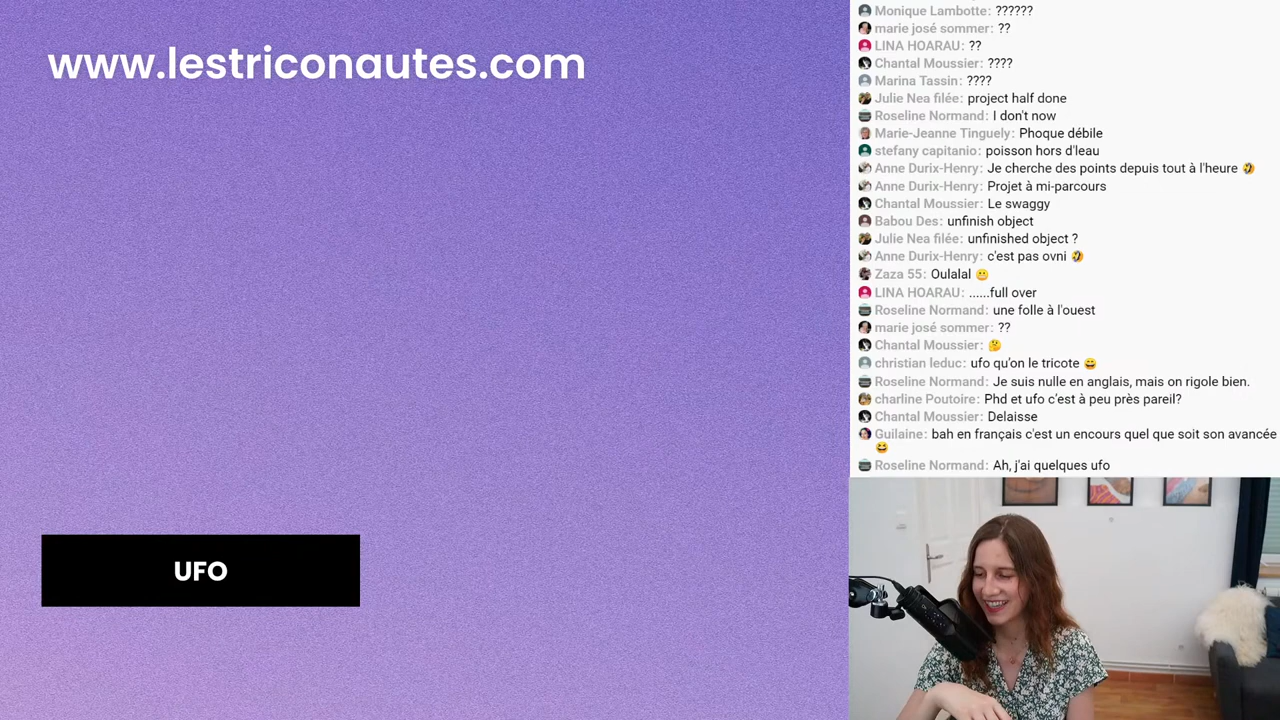 www.lestriconautes.com
UFO
Monique Lambotte: ??????
marie josé sommer: ??
LINA HOARAU: ??
Chantal Moussier: ????
Marina Tassin: ????
Julie Nea filée: project half done
Roseline Normand: I don't now
Marie-Jeanne Tinguely: Phoque débile
stefany capitanio: poisson hors d'leau
Anne Durix-Henry: Je cherche des points depuis tout à l'heure 🤣
Anne Durix-Henry: Projet à mi-parcours
Chantal Moussier: Le swaggy
Babou Des: unfinish object
Julie Nea filée: unfinished object ?
Anne Durix-Henry: c'est pas ovni 🤣
Zaza 55: Oulalal 😬
LINA HOARAU: ......full over
Roseline Normand: une folle à l'ouest
marie josé sommer: ??
Chantal Moussier: 🤔
christian leduc: ufo qu'on le tricote 😄
Roseline Normand: Je suis nulle en anglais, mais on rigole bien.
charline Poutoire: Phd et ufo c'est à peu près pareil?
Chantal Moussier: Delaisse
Guilaine: bah en français c'est un encours quel que soit son avancée
😆
Roseline Normand: Ah, j'ai quelques ufo